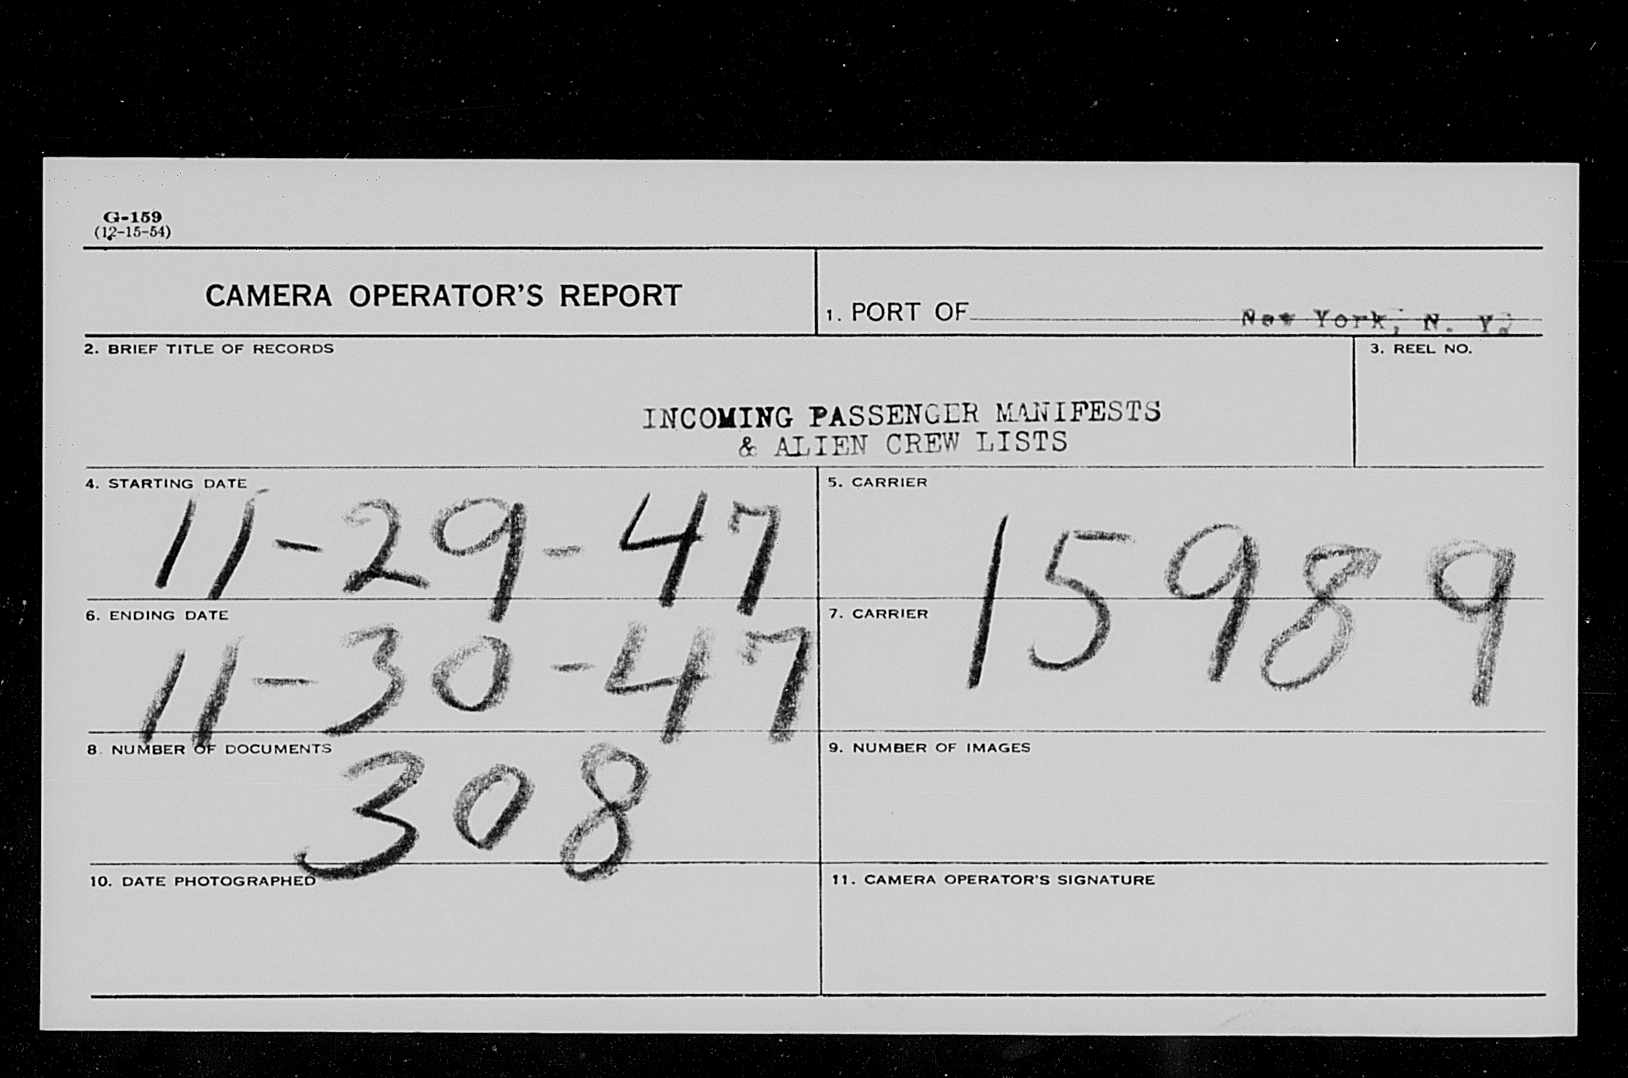 G-159
(12-15-54)
CAMERA OPERATOR'S REPORT
1. PORT OF New York, N. Y.
2. BRIEF TITLE OF RECORDS
3. REEL NO.
INCOMING PASSENGER MANIFESTS
& ALIEN CREW LISTS
4. STARTING DATE
11-29-47
5. CARRIER
15989
6. ENDING DATE
11-30-47
7. CARRIER
8. NUMBER OF DOCUMENTS
308
9. NUMBER OF IMAGES
10. DATE PHOTOGRAPHED
11. CAMERA OPERATOR'S SIGNATURE